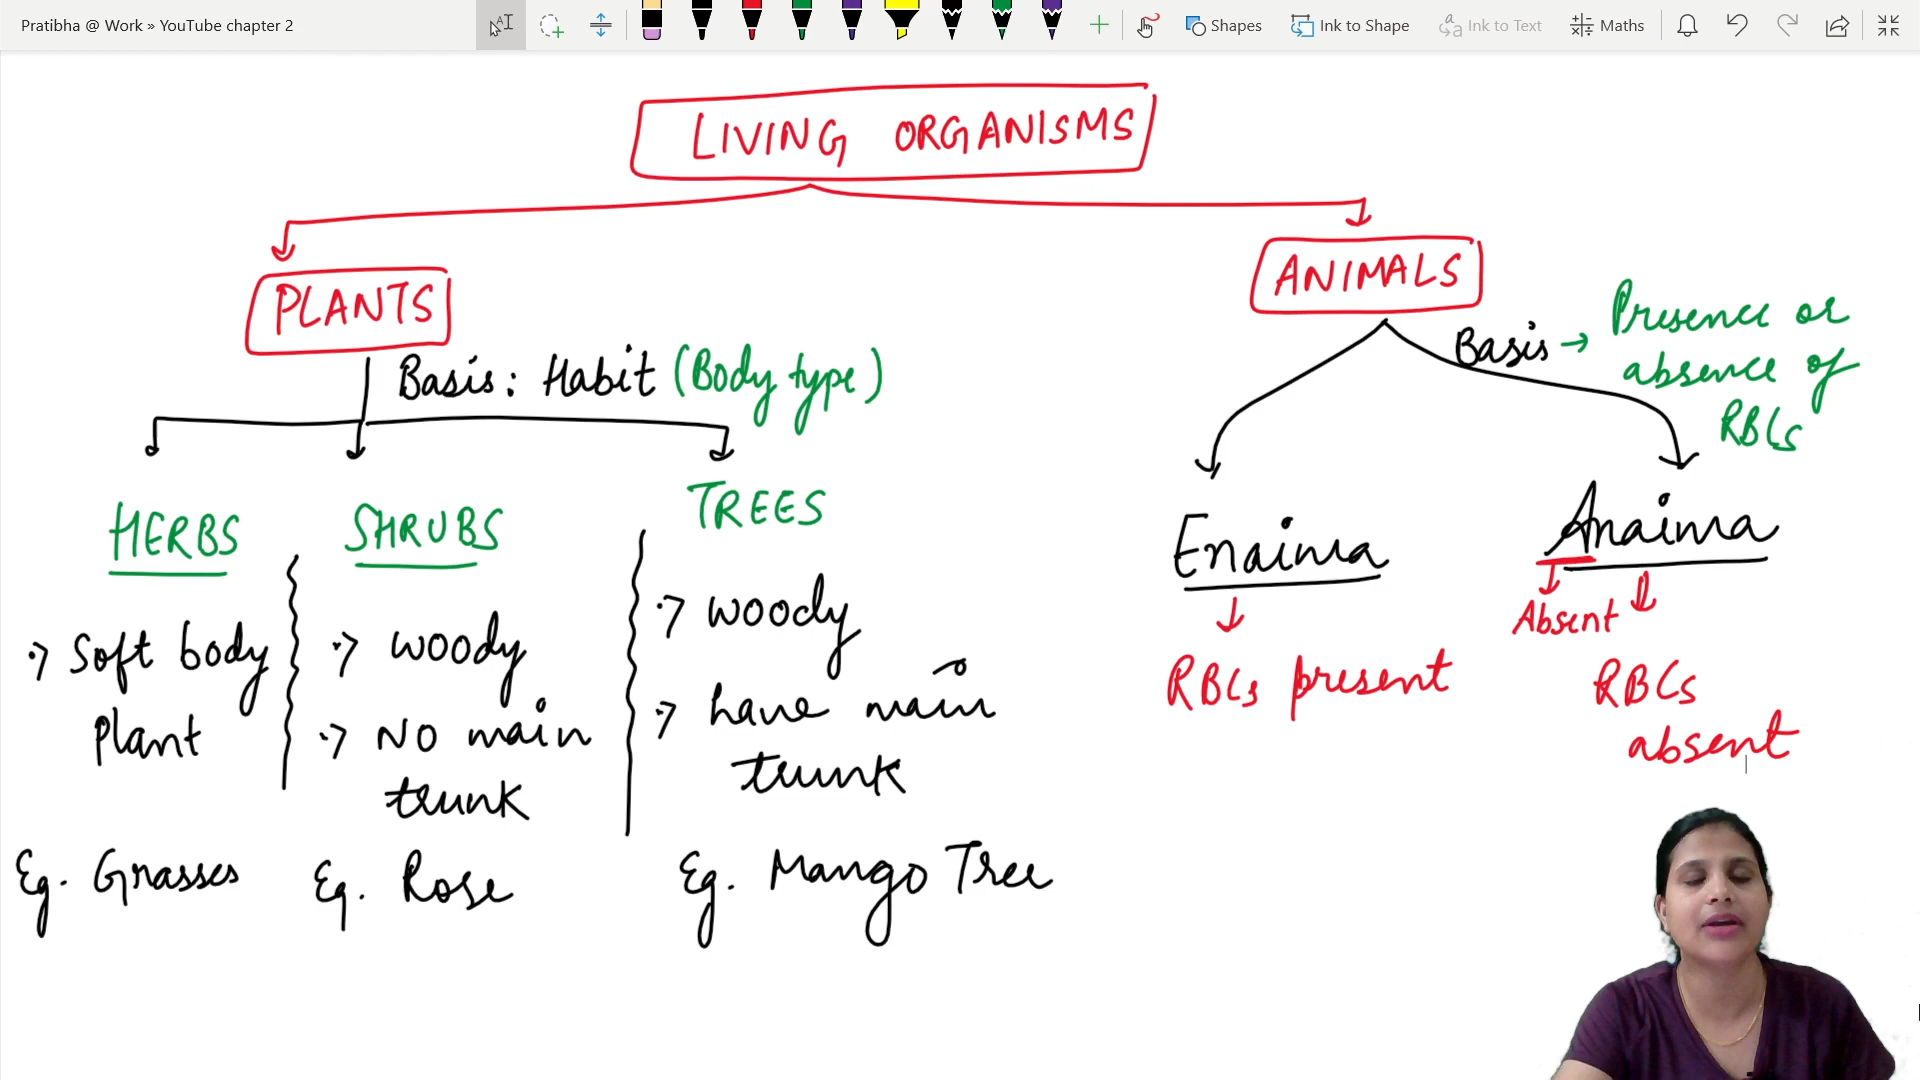 Pratibha @ Work » YouTube chapter 2
Shapes
Ink to Shape
Ink to Text
Maths
LIVING ORGANISMS
PLANTS
Basis: Habit (Body type)
HERBS
Soft body
plant
Eg. Grasses
SHRUBS
woody
No main
trunk
Eg. Rose
TREES
woody
have main
trunk
Eg. Mango Tree
ANIMALS
Basis → Presence or
absence of
RBCs
Enaima
RBCs present
Anaima
Absent
RBCs
absent